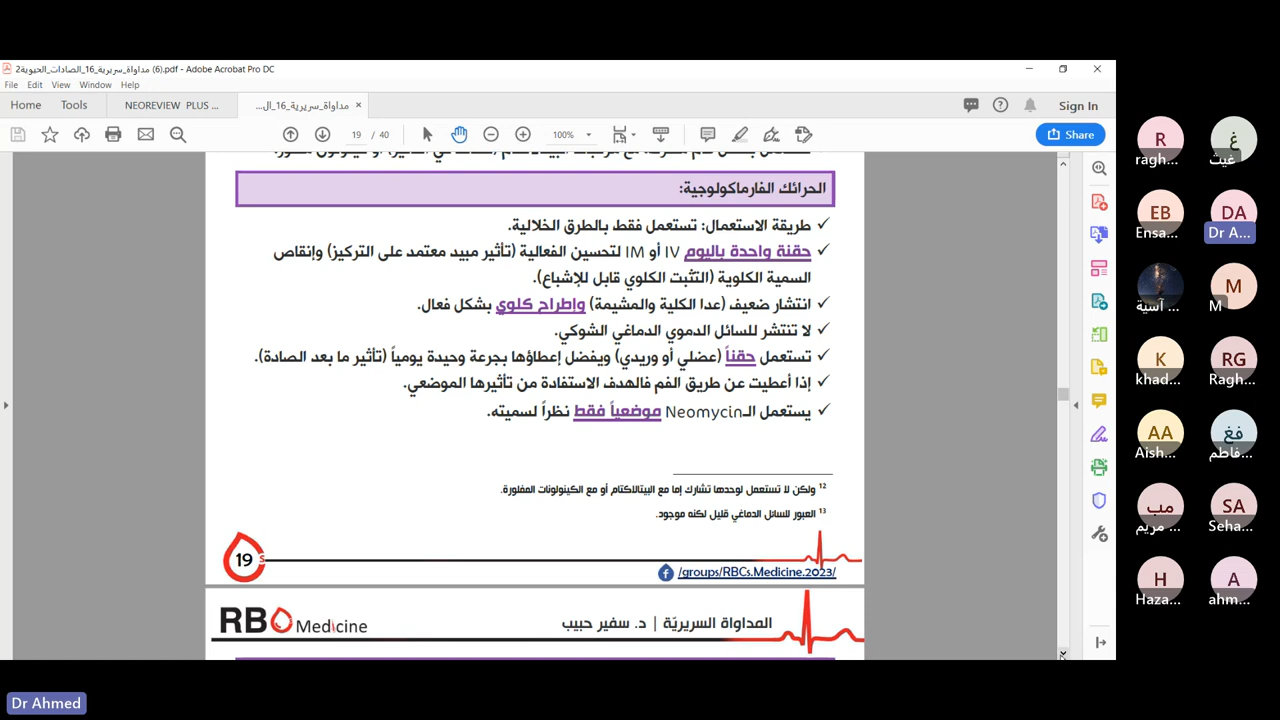 مداواة_سريرية_16_الصادات_الحيوية2 (6).pdf - Adobe Acrobat Pro DC
File Edit View Window Help
Home Tools NEOREVIEW PLUS ... مداواة_سريرية_16_ال... × Sign In
19 / 40 100% Share
الحرائك الفارماكولوجية:
✓ طريقة الاستعمال: تستعمل فقط بالطرق الخلالية.
✓ حقنة واحدة باليوم IV أو IM لتحسين الفعالية (تأثير مبيد معتمد على التركيز) وإنقاص
السمية الكلوية (التثبت الكلوي قابل للإشباع).
✓ انتشار ضعيف (عدا الكلية والمشيمة) وإطراح كلوي بشكل فعال.
✓ لا تنتشر للسائل الدموي الدماغي الشوكي.
✓ تستعمل حقناً (عضلي أو وريدي) ويفضل إعطاؤها بجرعة وحيدة يومياً (تأثير ما بعد الصادة).
✓ إذا أعطيت عن طريق الفم فالهدف الاستفادة من تأثيرها الموضعي.
✓ يستعمل الـNeomycin موضعياً فقط نظراً لسميته.
12 ولكن لا تستعمل لوحدها تشارك إما مع البيتالاكتام أو مع الكينولونات المفلورة.
13 العبور للسائل الدماغي قليل لكنه موجود.
19
/groups/RBCs.Medicine.2023/
RB Medicine
المداواة السريريّة | د. سفير حبيب
R
ragh...
غ
غيث
EB
Ensa...
DA
Dr A...
آسية ...
M
M
K
khad...
RG
Ragh...
AA
Aish...
فغ
فاطم...
مب
مريم ...
SA
Seha...
H
Haza...
A
ahm...
Dr Ahmed